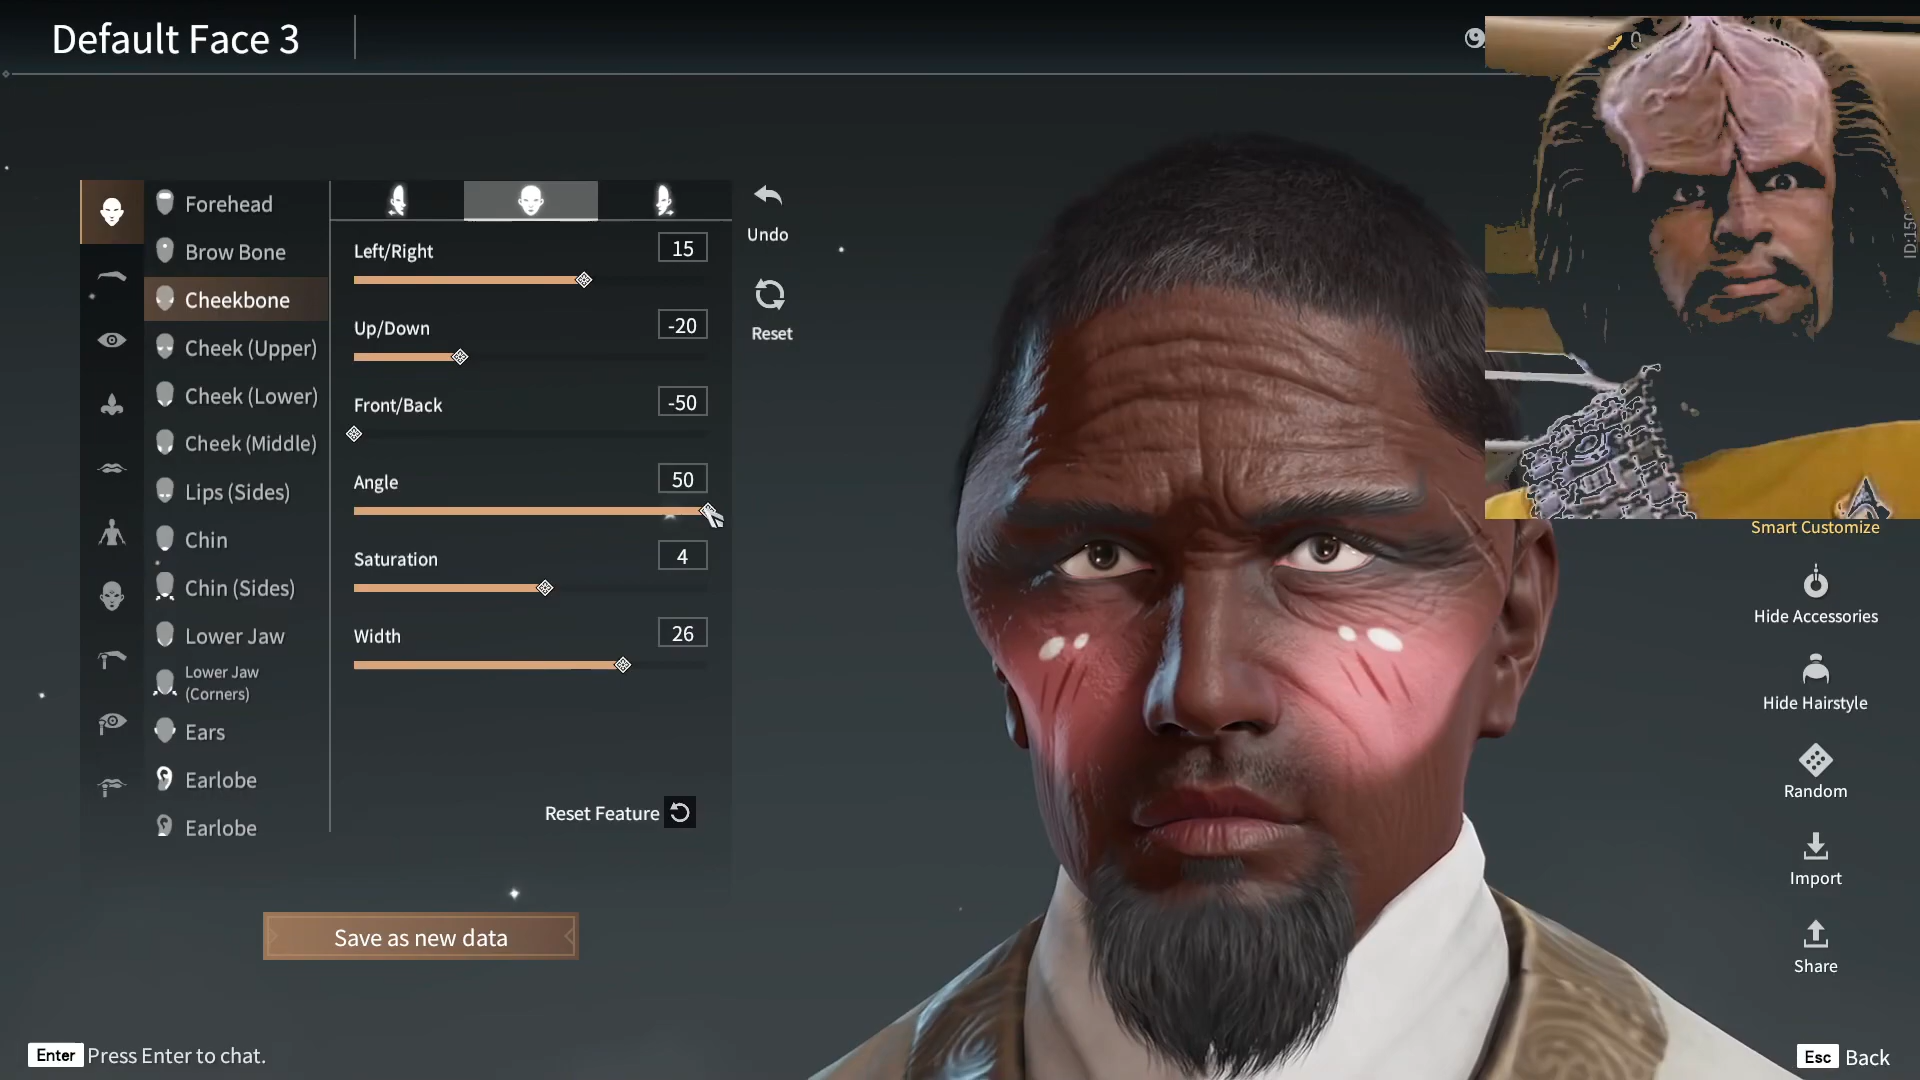 Default Face 3
Forehead
Brow Bone
Cheekbone
Cheek (Upper)
Cheek (Lower)
Cheek (Middle)
Lips (Sides)
Chin
Chin (Sides)
Lower Jaw
Lower Jaw
(Corners)
Ears
Earlobe
Earlobe
Left/Right 15
Up/Down -20
Front/Back -50
Angle 50
Saturation 4
Width 26
Reset Feature
Undo
Reset
Save as new data
0
ID:150
Smart Customize
Hide Accessories
Hide Hairstyle
Random
Import
Share
Enter Press Enter to chat.
Esc Back